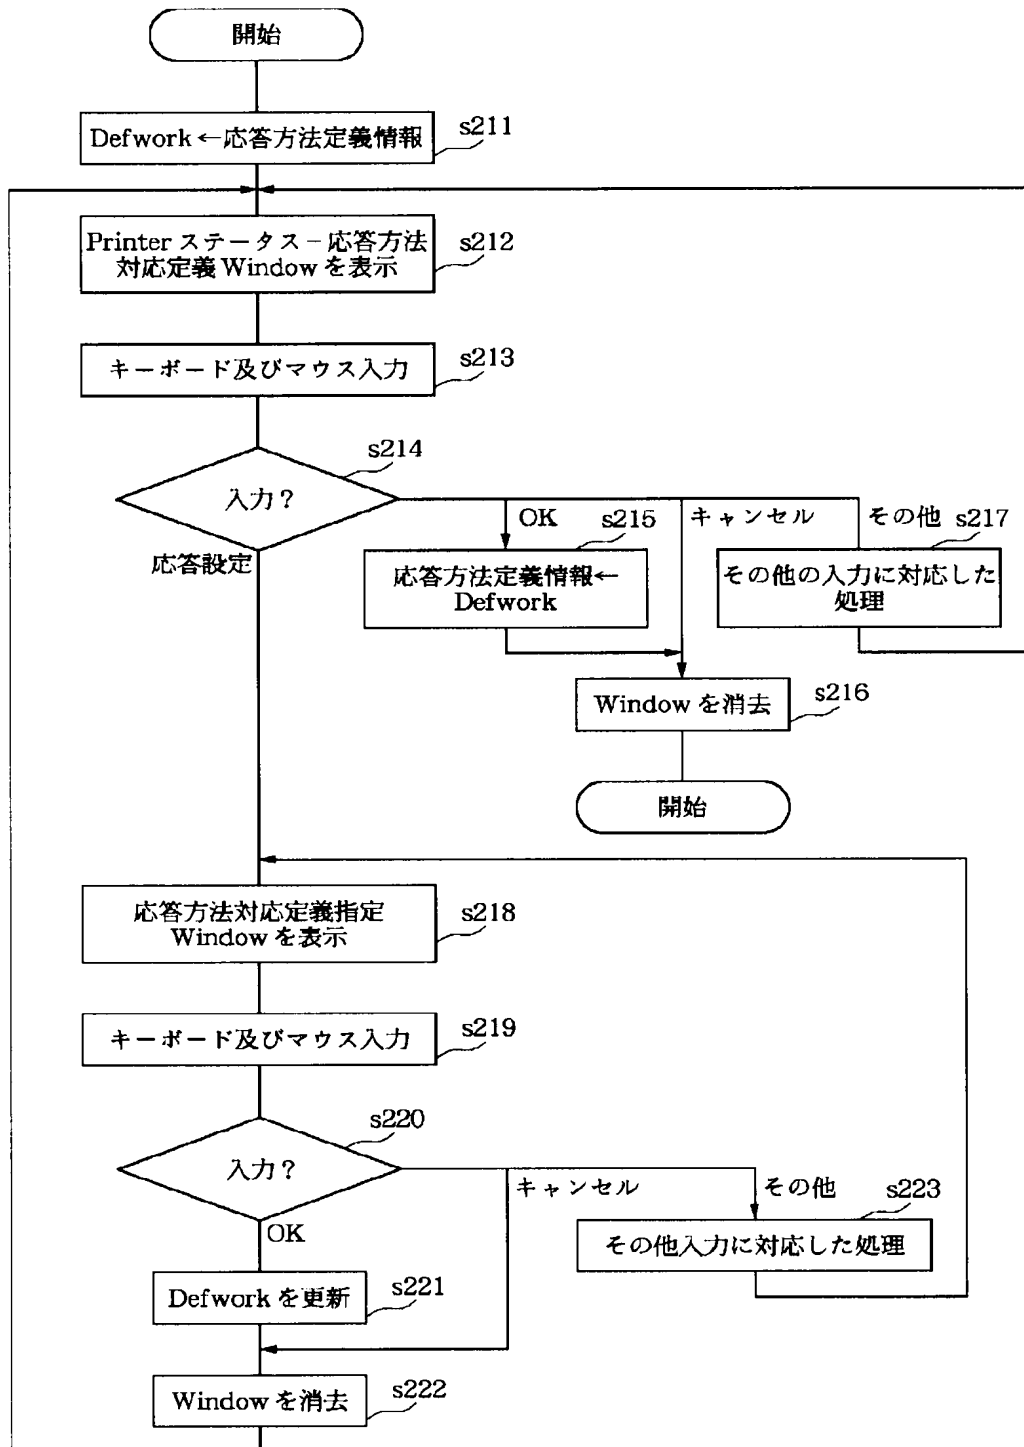 開始
Defwork←応答方法定義情報
s211
Printer ステータス－応答方法
対応定義 Window を表示
s212
キーボード及びマウス入力
s213
入力？
s214
応答設定
OK
s215
応答方法定義情報←
Defwork
キャンセル
その他
s217
その他の入力に対応した
処理
Window を消去
s216
開始
応答方法対応定義指定
Window を表示
s218
キーボード及びマウス入力
s219
入力？
s220
OK
キャンセル
その他
s223
その他入力に対応した処理
Defwork を更新
s221
Window を消去
s222